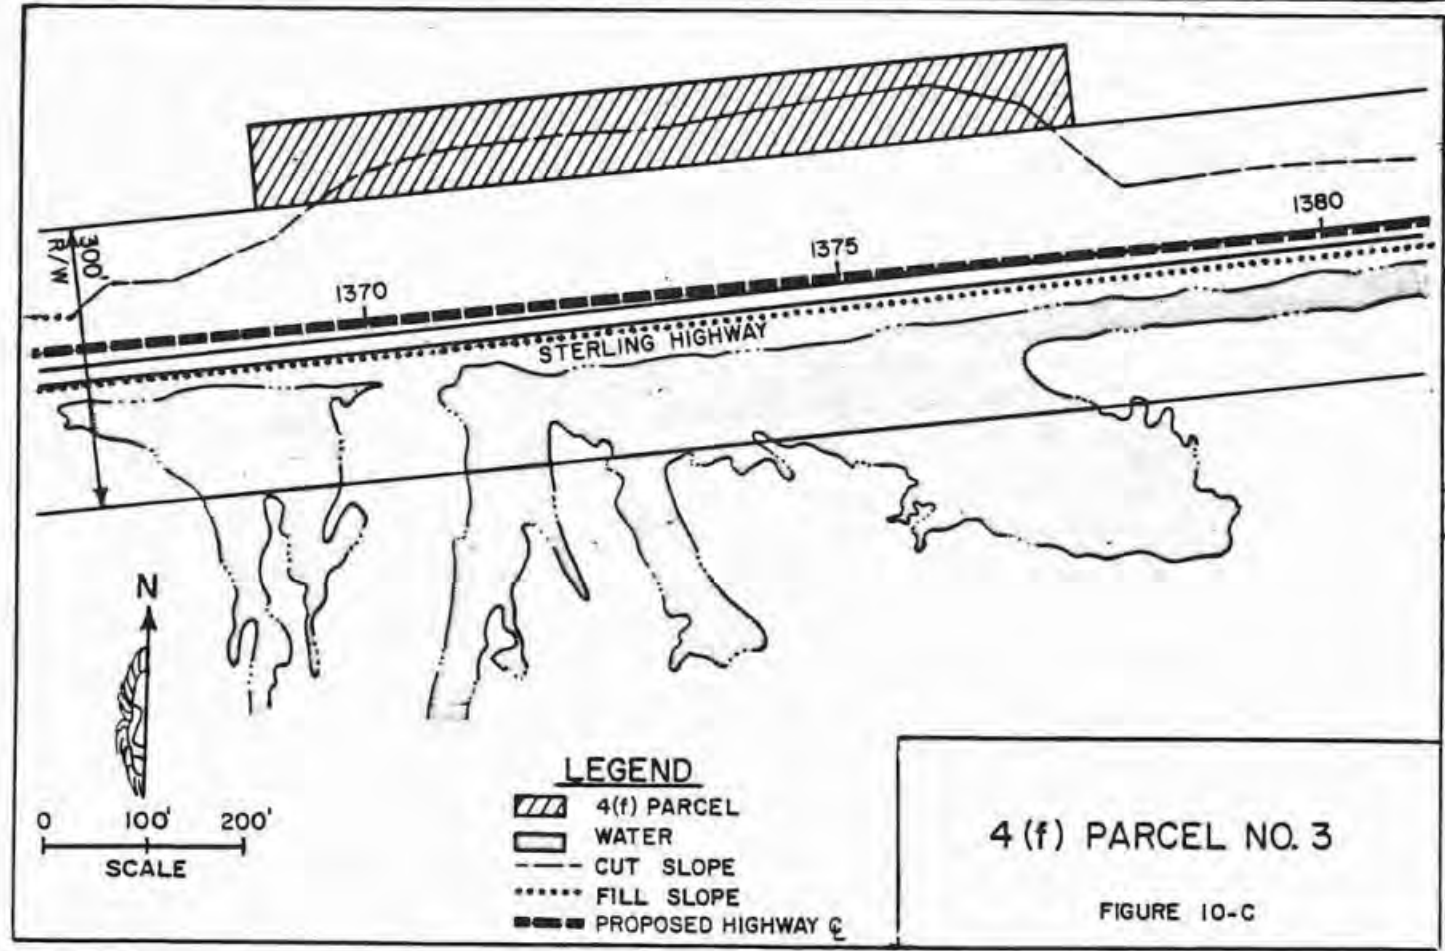 1380
1375
1370
300'
R/W
STERLING HIGHWAY
N
0 100' 200'
SCALE
LEGEND
4(f) PARCEL
WATER
CUT SLOPE
FILL SLOPE
PROPOSED HIGHWAY ℄
4(f) PARCEL NO. 3
FIGURE 10-C